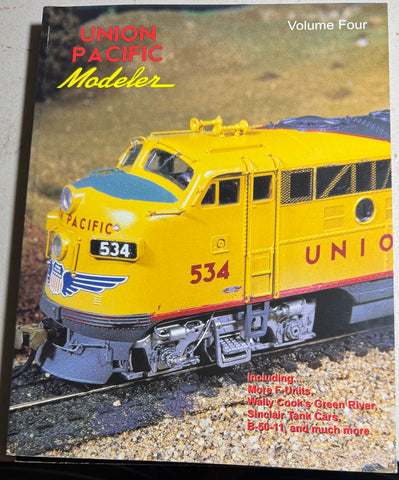 UNION
PACIFIC
Modeler
Volume Four
PACIFIC
534
534
UNIO
Including....
More F-Units,
Wally Cook's Green River,
Sinclair Tank Cars,
B-50-11, and much more.